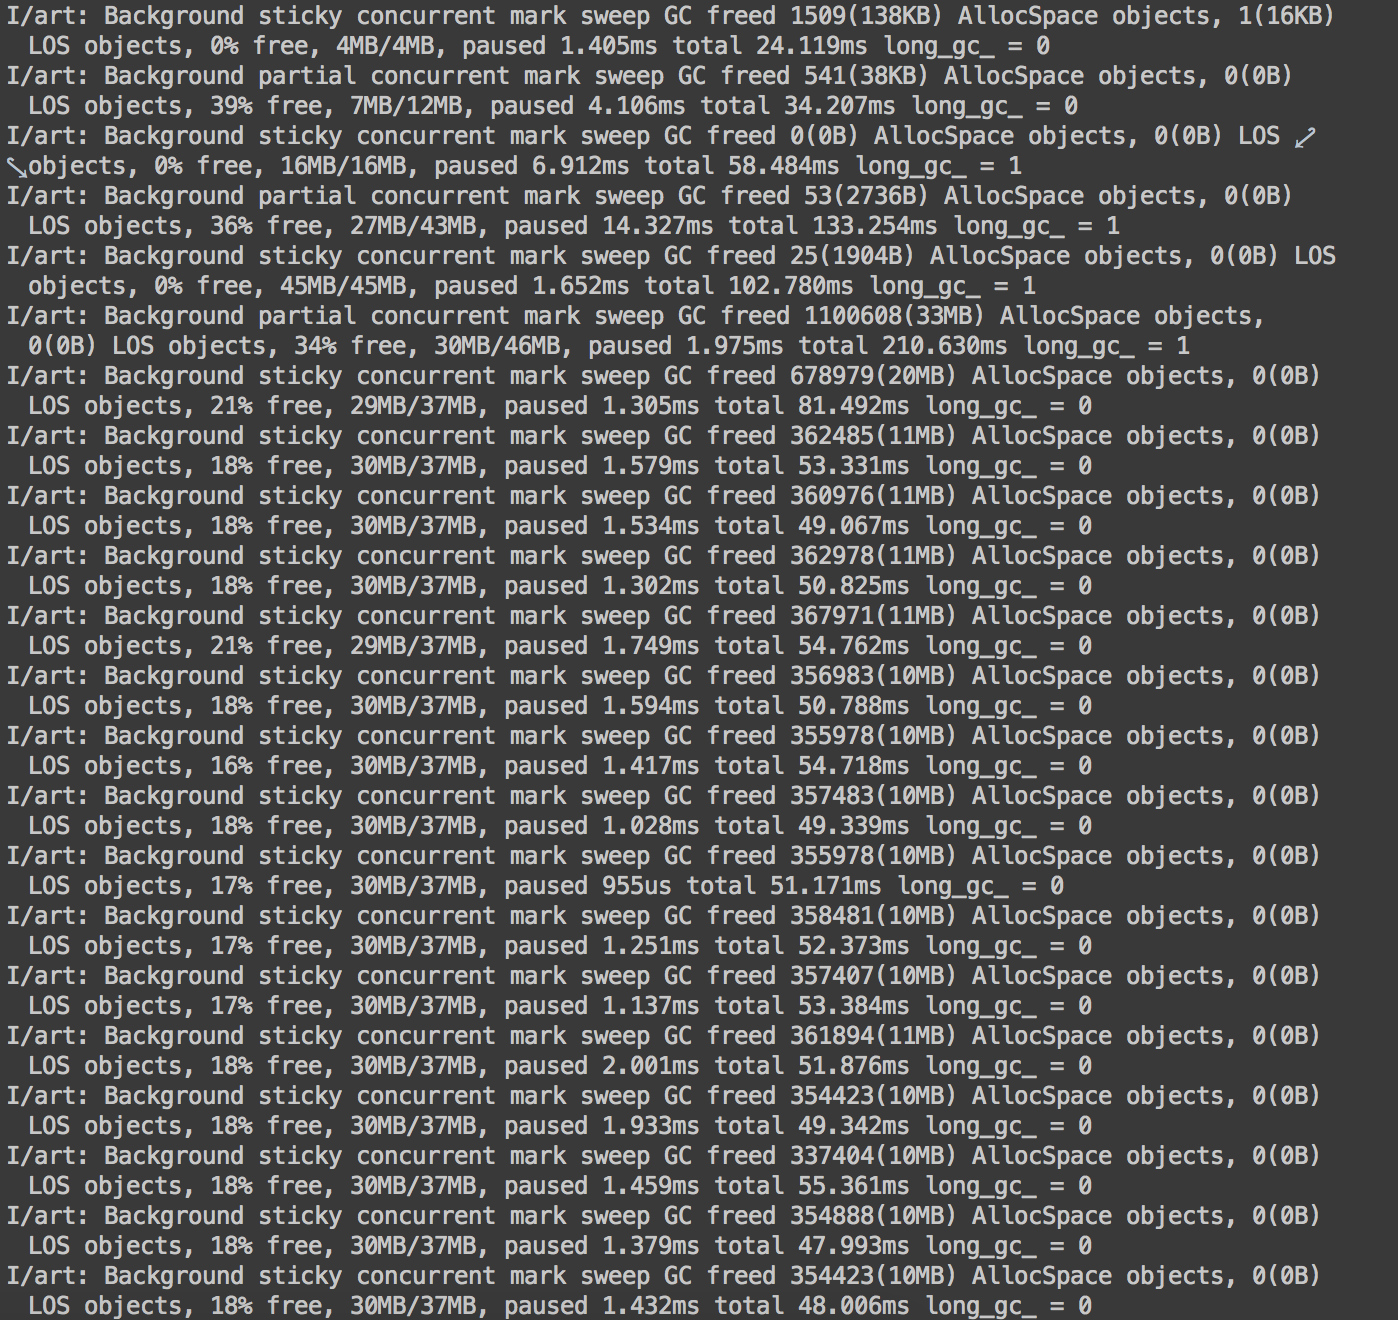 I/art: Background sticky concurrent mark sweep GC freed 1509(138KB) AllocSpace objects, 1(16KB)
LOS objects, 0% free, 4MB/4MB, paused 1.405ms total 24.119ms long_gc_ = 0
I/art: Background partial concurrent mark sweep GC freed 541(38KB) AllocSpace objects, 0(0B)
LOS objects, 39% free, 7MB/12MB, paused 4.106ms total 34.207ms long_gc_ = 0
I/art: Background sticky concurrent mark sweep GC freed 0(0B) AllocSpace objects, 0(0B) LOS
objects, 0% free, 16MB/16MB, paused 6.912ms total 58.484ms long_gc_ = 1
I/art: Background partial concurrent mark sweep GC freed 53(2736B) AllocSpace objects, 0(0B)
LOS objects, 36% free, 27MB/43MB, paused 14.327ms total 133.254ms long_gc_ = 1
I/art: Background sticky concurrent mark sweep GC freed 25(1904B) AllocSpace objects, 0(0B) LOS
objects, 0% free, 45MB/45MB, paused 1.652ms total 102.780ms long_gc_ = 1
I/art: Background partial concurrent mark sweep GC freed 1100608(33MB) AllocSpace objects,
0(0B) LOS objects, 34% free, 30MB/46MB, paused 1.975ms total 210.630ms long_gc_ = 1
I/art: Background sticky concurrent mark sweep GC freed 678979(20MB) AllocSpace objects, 0(0B)
LOS objects, 21% free, 29MB/37MB, paused 1.305ms total 81.492ms long_gc_ = 0
I/art: Background sticky concurrent mark sweep GC freed 362485(11MB) AllocSpace objects, 0(0B)
LOS objects, 18% free, 30MB/37MB, paused 1.579ms total 53.331ms long_gc_ = 0
I/art: Background sticky concurrent mark sweep GC freed 360976(11MB) AllocSpace objects, 0(0B)
LOS objects, 18% free, 30MB/37MB, paused 1.534ms total 49.067ms long_gc_ = 0
I/art: Background sticky concurrent mark sweep GC freed 362978(11MB) AllocSpace objects, 0(0B)
LOS objects, 18% free, 30MB/37MB, paused 1.302ms total 50.825ms long_gc_ = 0
I/art: Background sticky concurrent mark sweep GC freed 367971(11MB) AllocSpace objects, 0(0B)
LOS objects, 21% free, 29MB/37MB, paused 1.749ms total 54.762ms long_gc_ = 0
I/art: Background sticky concurrent mark sweep GC freed 356983(10MB) AllocSpace objects, 0(0B)
LOS objects, 18% free, 30MB/37MB, paused 1.594ms total 50.788ms long_gc_ = 0
I/art: Background sticky concurrent mark sweep GC freed 355978(10MB) AllocSpace objects, 0(0B)
LOS objects, 16% free, 30MB/37MB, paused 1.417ms total 54.718ms long_gc_ = 0
I/art: Background sticky concurrent mark sweep GC freed 357483(10MB) AllocSpace objects, 0(0B)
LOS objects, 18% free, 30MB/37MB, paused 1.028ms total 49.339ms long_gc_ = 0
I/art: Background sticky concurrent mark sweep GC freed 355978(10MB) AllocSpace objects, 0(0B)
LOS objects, 17% free, 30MB/37MB, paused 955us total 51.171ms long_gc_ = 0
I/art: Background sticky concurrent mark sweep GC freed 358481(10MB) AllocSpace objects, 0(0B)
LOS objects, 17% free, 30MB/37MB, paused 1.251ms total 52.373ms long_gc_ = 0
I/art: Background sticky concurrent mark sweep GC freed 357407(10MB) AllocSpace objects, 0(0B)
LOS objects, 17% free, 30MB/37MB, paused 1.137ms total 53.384ms long_gc_ = 0
I/art: Background sticky concurrent mark sweep GC freed 361894(11MB) AllocSpace objects, 0(0B)
LOS objects, 18% free, 30MB/37MB, paused 2.001ms total 51.876ms long_gc_ = 0
I/art: Background sticky concurrent mark sweep GC freed 354423(10MB) AllocSpace objects, 0(0B)
LOS objects, 18% free, 30MB/37MB, paused 1.933ms total 49.342ms long_gc_ = 0
I/art: Background sticky concurrent mark sweep GC freed 337404(10MB) AllocSpace objects, 0(0B)
LOS objects, 18% free, 30MB/37MB, paused 1.459ms total 55.361ms long_gc_ = 0
I/art: Background sticky concurrent mark sweep GC freed 354888(10MB) AllocSpace objects, 0(0B)
LOS objects, 18% free, 30MB/37MB, paused 1.379ms total 47.993ms long_gc_ = 0
I/art: Background sticky concurrent mark sweep GC freed 354423(10MB) AllocSpace objects, 0(0B)
LOS objects, 18% free, 30MB/37MB, paused 1.432ms total 48.006ms long_gc_ = 0